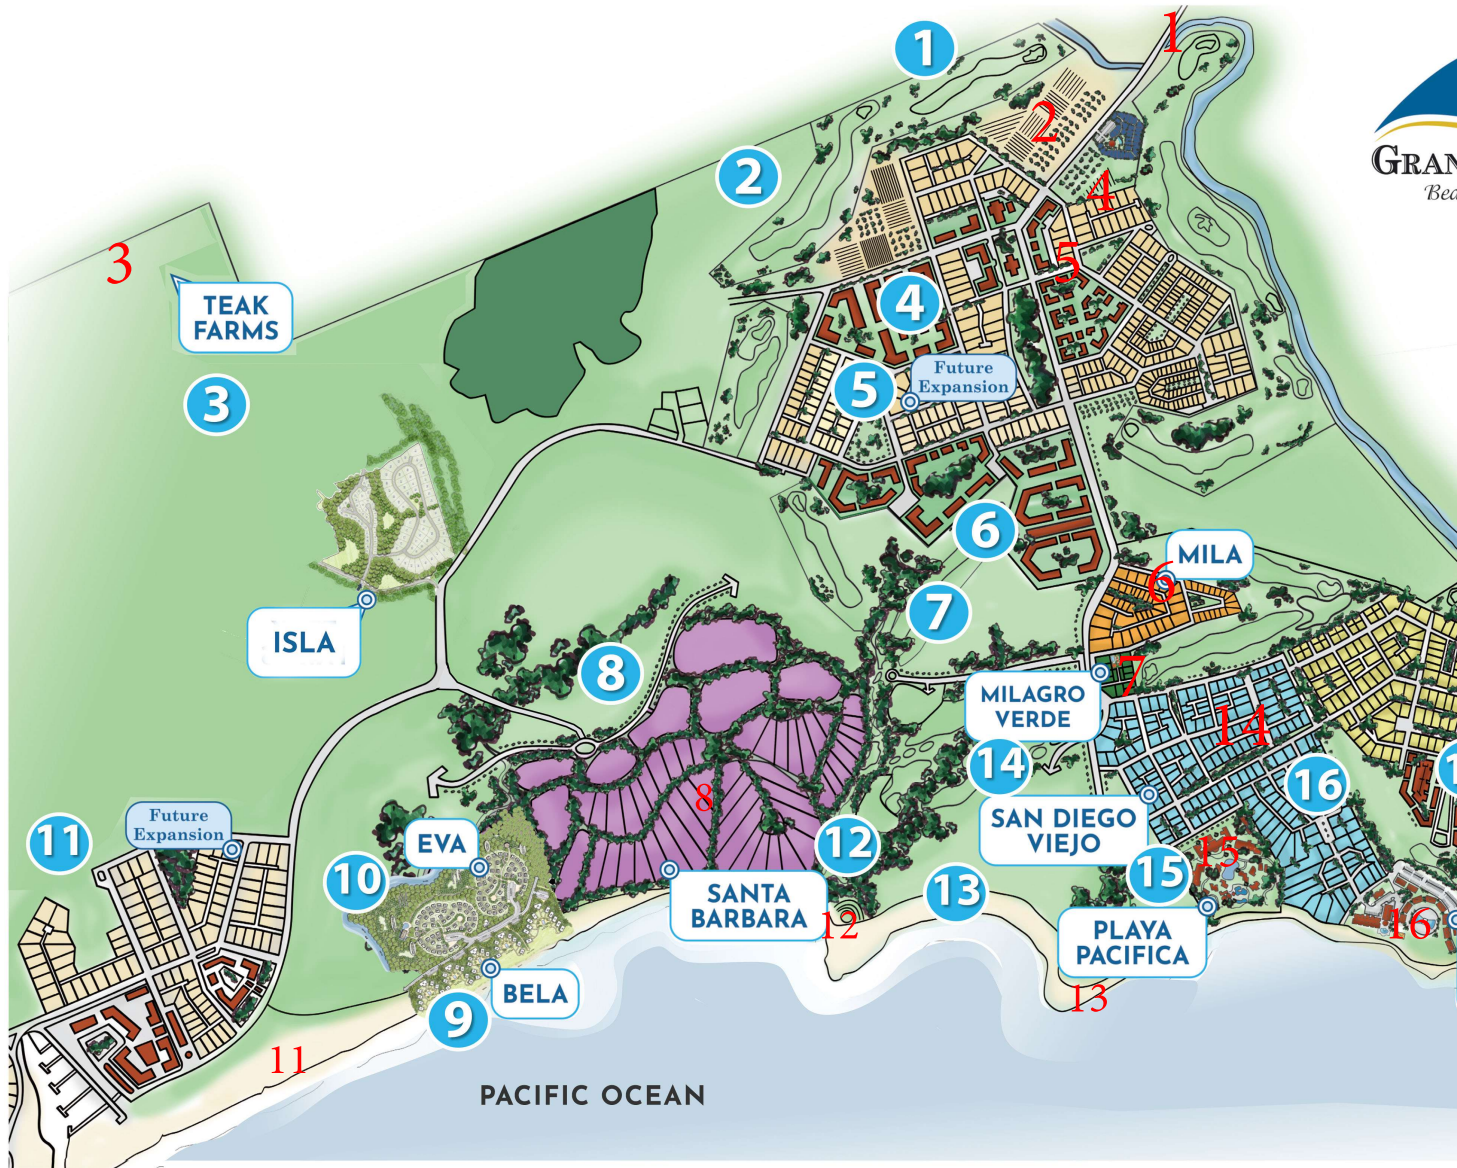 1
1
2
GRAN
2
Bea
4
3
5
TEAK
FARMS
4
3
Future
Expansion
5
6
MILA
6
7
ISLA
8
7
MILAGRO
VERDE
14
14
16
8
Future
Expansion
SAN DIEGO
VIEJO
11
EVA
12
15
10
13
15
SANTA
BARBARA
12
PLAYA
PACIFICA
16
BELA
13
9
11
PACIFIC OCEAN